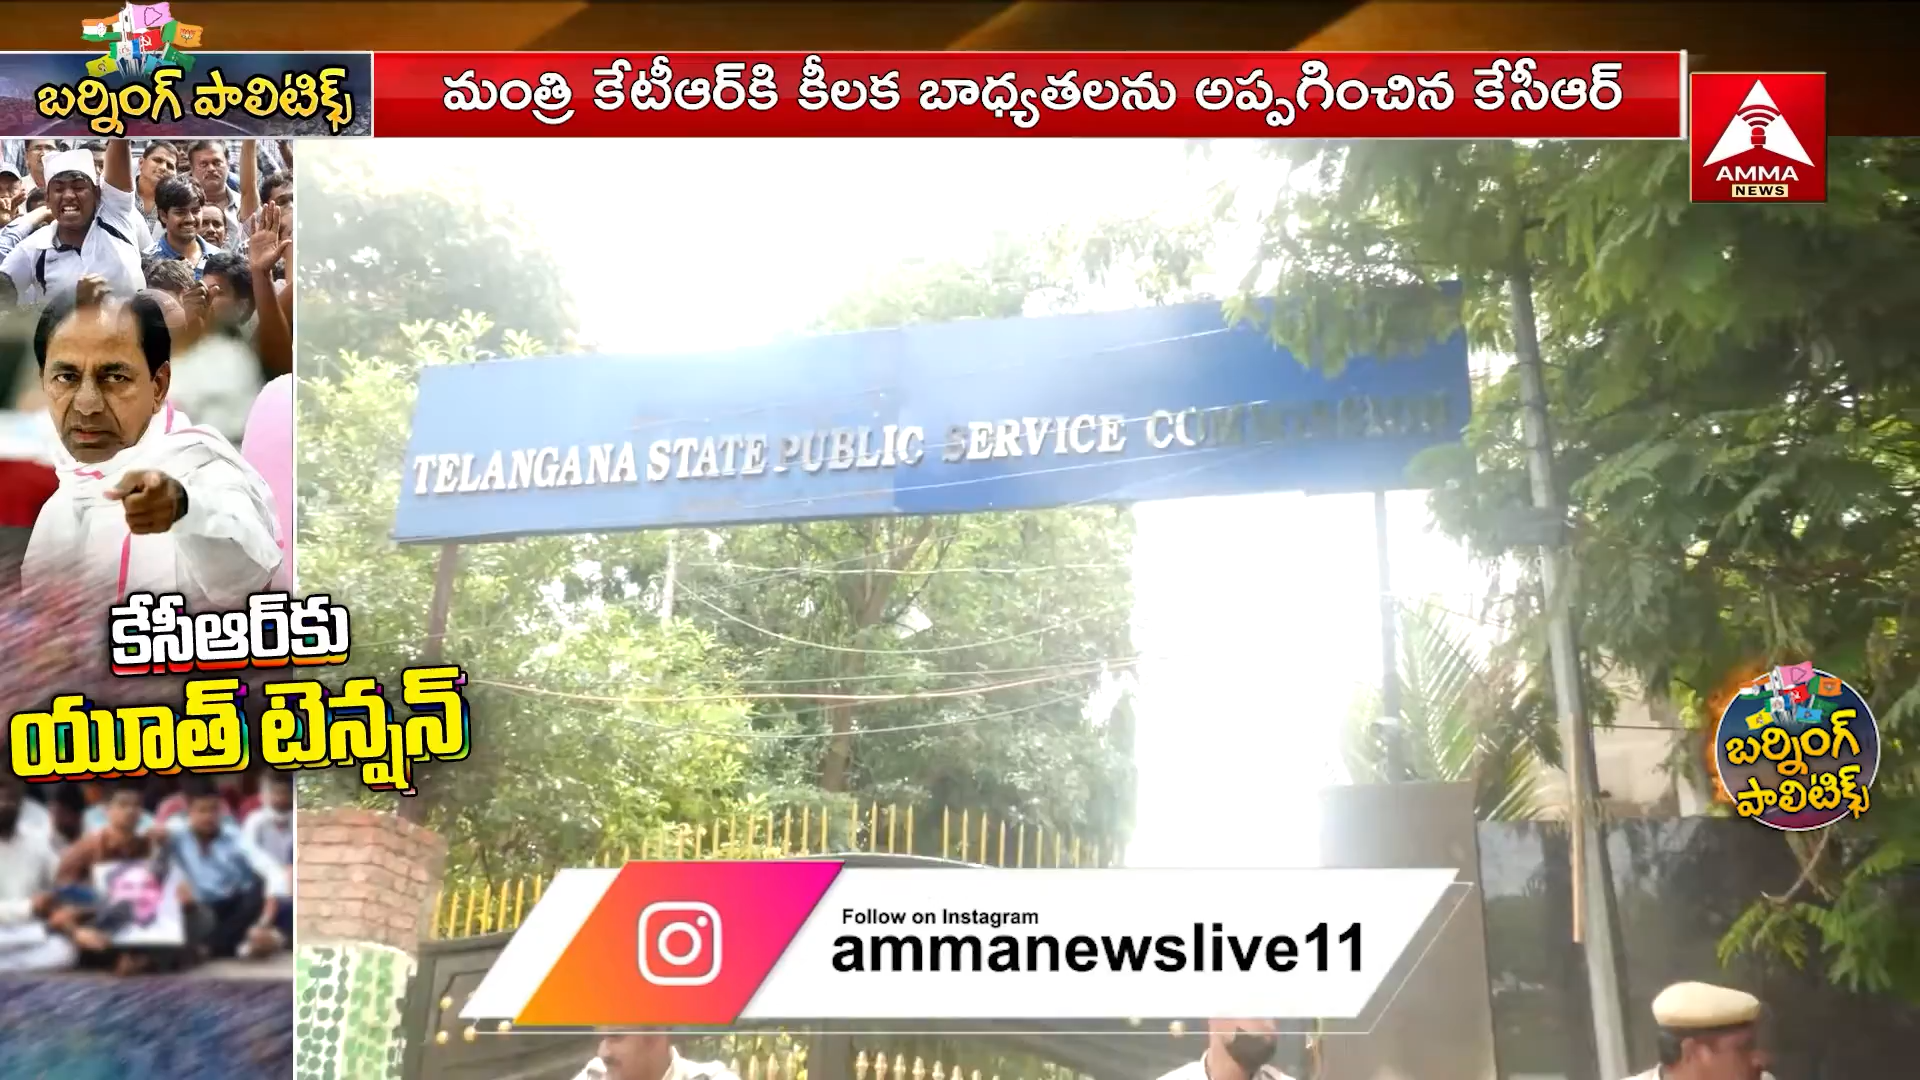 బర్నింగ్ పాలిటిక్స్
మంత్రి కేటీఆర్‌కి కీలక బాధ్యతలను అప్పగించిన కేసీఆర్
AMMA
NEWS
TELANGANA STATE PUBLIC SERVICE
కేసీఆర్‌కు
యూత్ టెన్షన్
బర్నింగ్
పాలిటిక్స్
Follow on Instagram
ammanewslive11